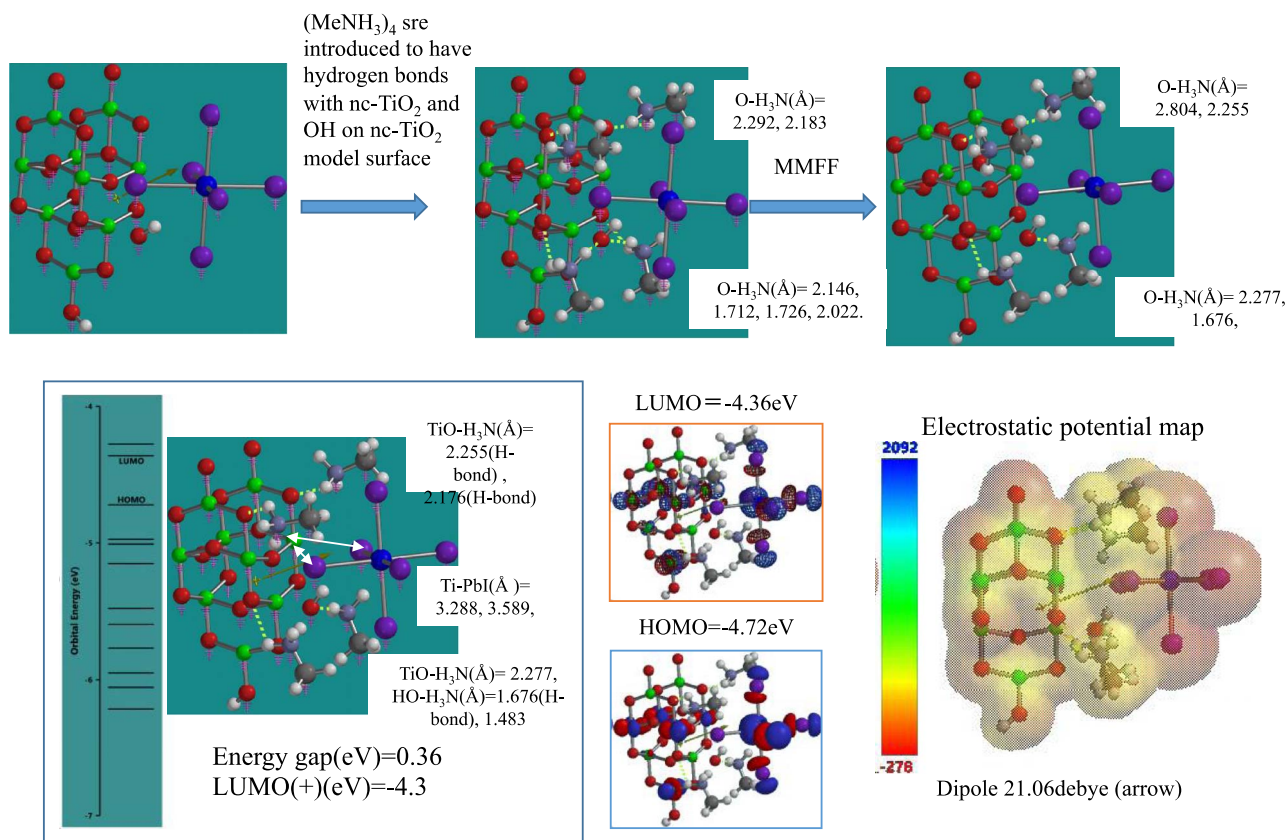 (MeNH3)4 sre
introduced to have
hydrogen bonds
with nc-TiO2 and
OH on nc-TiO2
model surface
O-H3N(Å)=
2.292, 2.183
MMFF
O-H3N(Å)= 2.146,
1.712, 1.726, 2.022.
O-H3N(Å)=
2.804, 2.255
O-H3N(Å)= 2.277,
1.676,
-4
LUMO
HOMO
-5
-6
-7
Orbital Energy (eV)
TiO-H3N(Å)=
2.255(H-
bond) ,
2.176(H-bond)
Ti-PbI(Å)=
3.288, 3.589,
TiO-H3N(Å)= 2.277,
HO-H3N(Å)=1.676(H-
bond), 1.483
Energy gap(eV)=0.36
LUMO(+)(eV)=-4.3
LUMO=-4.36eV
HOMO=-4.72eV
Electrostatic potential map
2092
-276
Dipole 21.06debye (arrow)